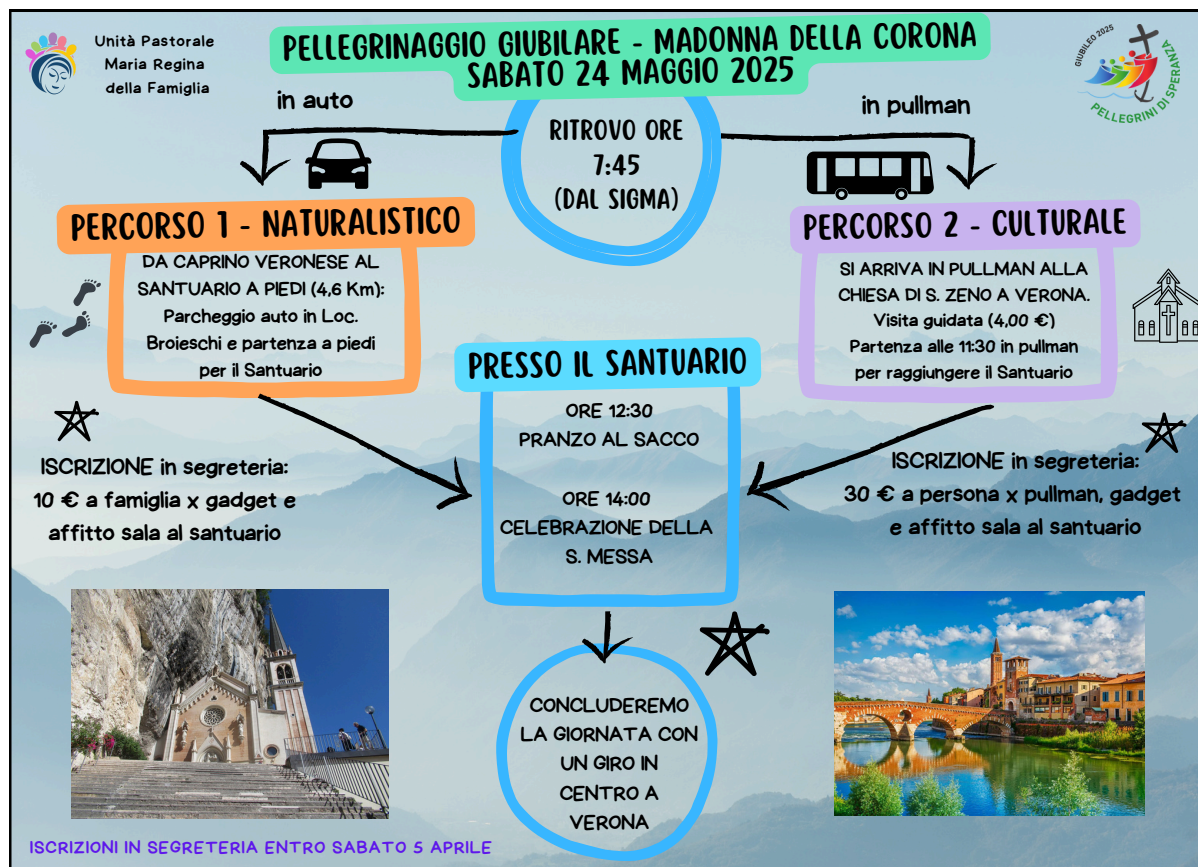 Unità Pastorale
Maria Regina
della Famiglia
PELLEGRINAGGIO GIUBILARE - MADONNA DELLA CORONA
SABATO 24 MAGGIO 2025
GIUBILEO 2025
PELLEGRINI DI SPERANZA
in auto
in pullman
RITROVO ORE
7:45
(DAL SIGMA)
PERCORSO 1 - NATURALISTICO
DA CAPRINO VERONESE AL
SANTUARIO A PIEDI (4,6 Km):
Parcheggio auto in Loc.
Broieschi e partenza a piedi
per il Santuario
PERCORSO 2 - CULTURALE
SI ARRIVA IN PULLMAN ALLA
CHIESA DI S. ZENO A VERONA.
Visita guidata (4,00 €)
Partenza alle 11:30 in pullman
per raggiungere il Santuario
PRESSO IL SANTUARIO
ORE 12:30
PRANZO AL SACCO
ORE 14:00
CELEBRAZIONE DELLA
S. MESSA
ISCRIZIONE in segreteria:
10 € a famiglia x gadget e
affitto sala al santuario
ISCRIZIONE in segreteria:
30 € a persona x pullman, gadget
e affitto sala al santuario
CONCLUDEREMO
LA GIORNATA CON
UN GIRO IN
CENTRO A
VERONA
ISCRIZIONI IN SEGRETERIA ENTRO SABATO 5 APRILE